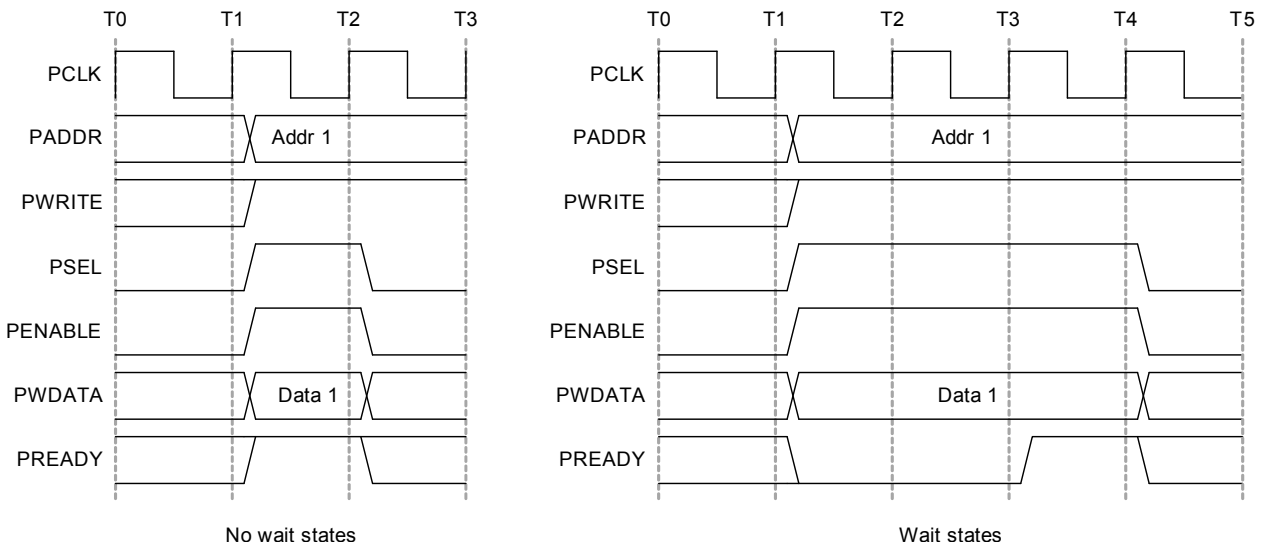 T0 T1 T2 T3
PCLK
PADDR Addr 1
PWRITE
PSEL
PENABLE
PWDATA Data 1
PREADY
No wait states
T0 T1 T2 T3 T4 T5
PCLK
PADDR Addr 1
PWRITE
PSEL
PENABLE
PWDATA Data 1
PREADY
Wait states